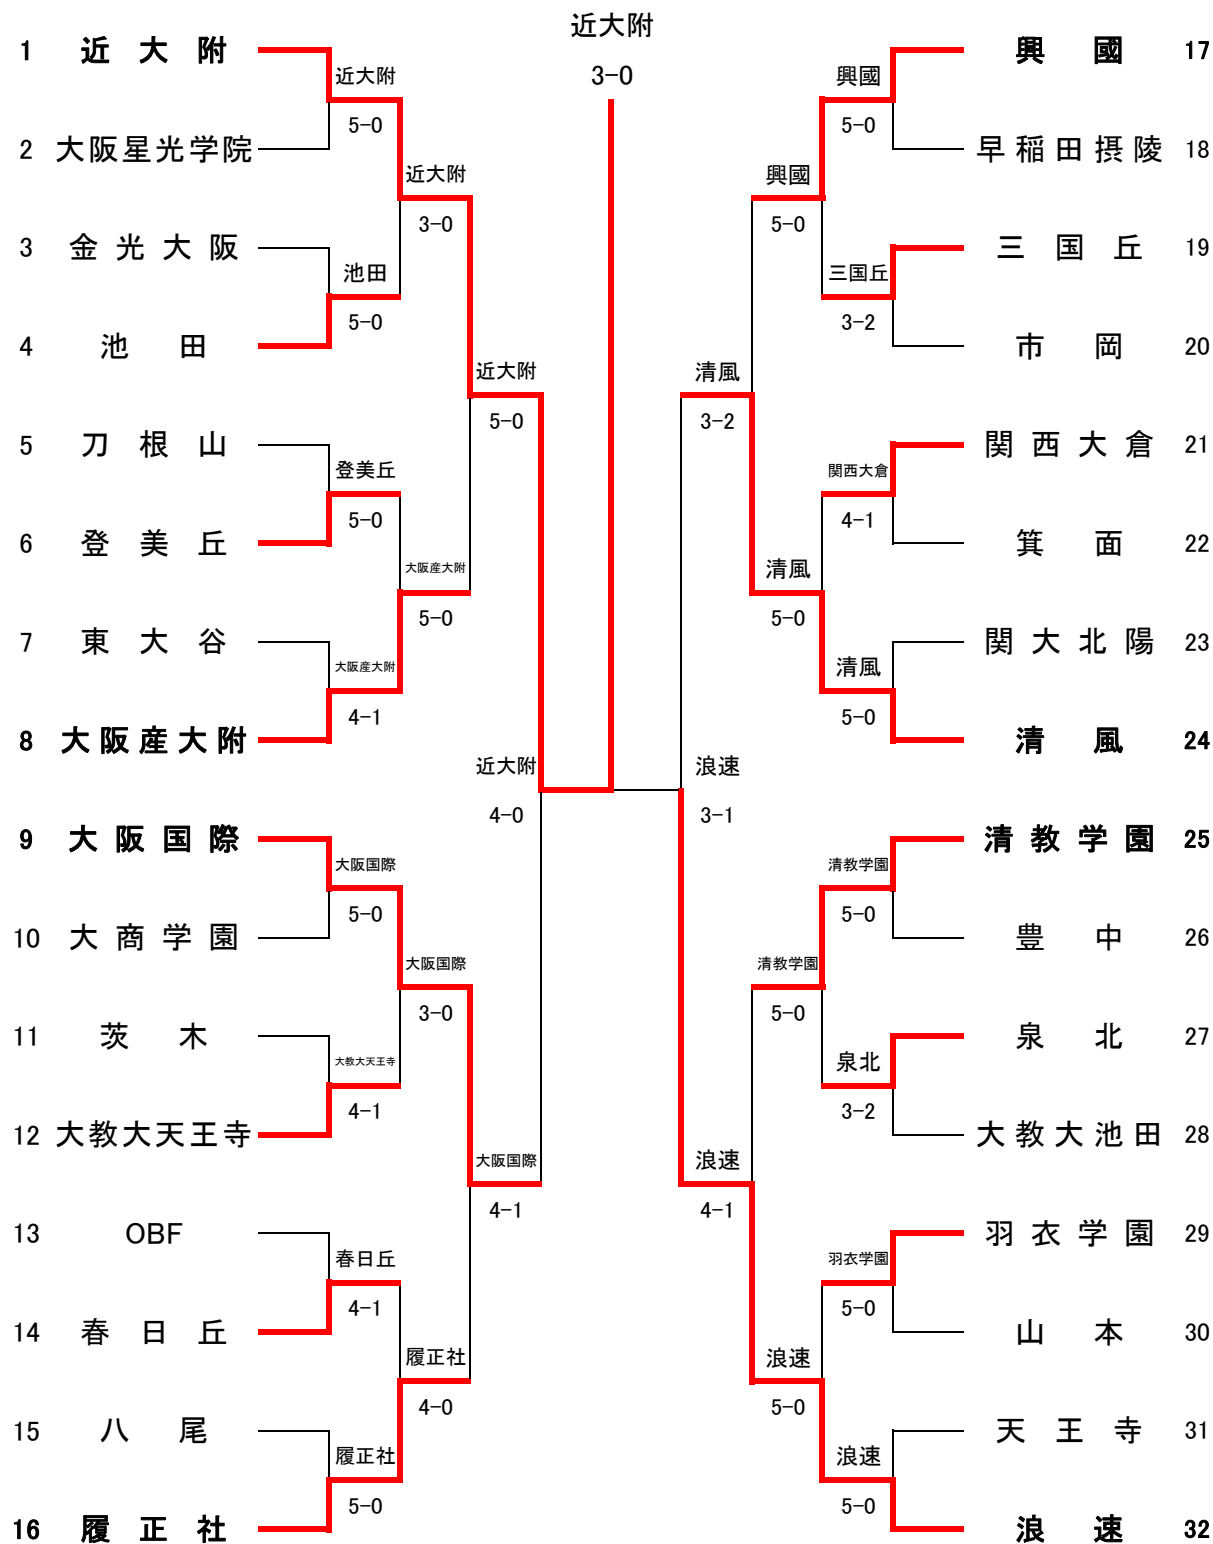 近大附
3-0
1 近大附
近大附
5-0
2 大阪星光学院
近大附
3-0
3 金光大阪
池田
5-0
4 池田
近大附
5-0
5 刀根山
登美丘
5-0
6 登美丘
大阪産大附
5-0
7 東大谷
大阪産大附
4-1
8 大阪産大附
近大附
4-0
9 大阪国際
大阪国際
5-0
10 大商学園
大阪国際
3-0
11 茨木
大教大天王寺
4-1
12 大教大天王寺
大阪国際
4-1
13 OBF
春日丘
4-1
14 春日丘
履正社
4-0
15 八尾
履正社
5-0
16 履正社
興國 17
興國
5-0
早稲田摂陵 18
興國
5-0
三国丘 19
三国丘
3-2
市岡 20
清風
3-2
関西大倉 21
関西大倉
4-1
箕面 22
清風
5-0
関大北陽 23
清風
5-0
清風 24
浪速
3-1
清教学園 25
清教学園
5-0
豊中 26
清教学園
5-0
泉北 27
泉北
3-2
大教大池田 28
浪速
4-1
羽衣学園 29
羽衣学園
5-0
山本 30
浪速
5-0
天王寺 31
浪速
5-0
浪速 32